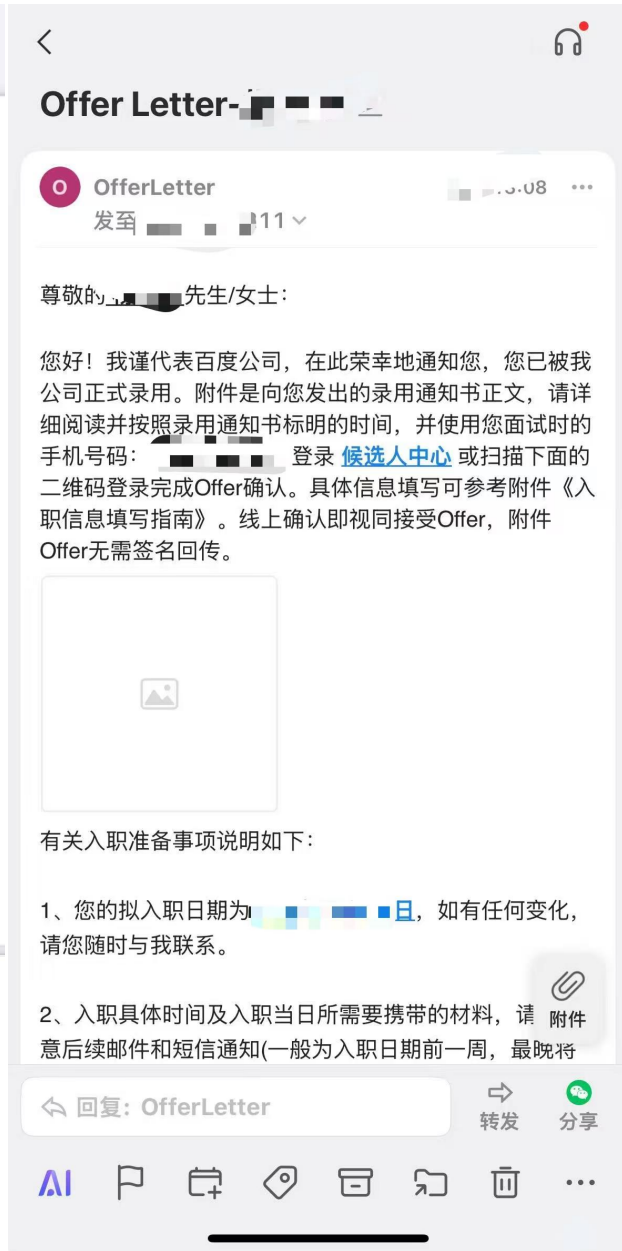 Offer Letter-
O
OfferLetter
:08
发至 11
尊敬的 先生/女士：
您好！我谨代表百度公司，在此荣幸地通知您，您已被我
公司正式录用。附件是向您发出的录用通知书正文，请详
细阅读并按照录用通知书标明的时间，并使用您面试时的
手机号码： 登录 候选人中心 或扫描下面的
二维码登录完成Offer确认。具体信息填写可参考附件《入
职信息填写指南》。线上确认即视同接受Offer，附件
Offer无需签名回传。
有关入职准备事项说明如下：
1、您的拟入职日期为 日，如有任何变化，
请您随时与我联系。
2、入职具体时间及入职当日所需要携带的材料，请
意后续邮件和短信通知(一般为入职日期前一周，最晚将
附件
回复：OfferLetter
转发
分享
AI